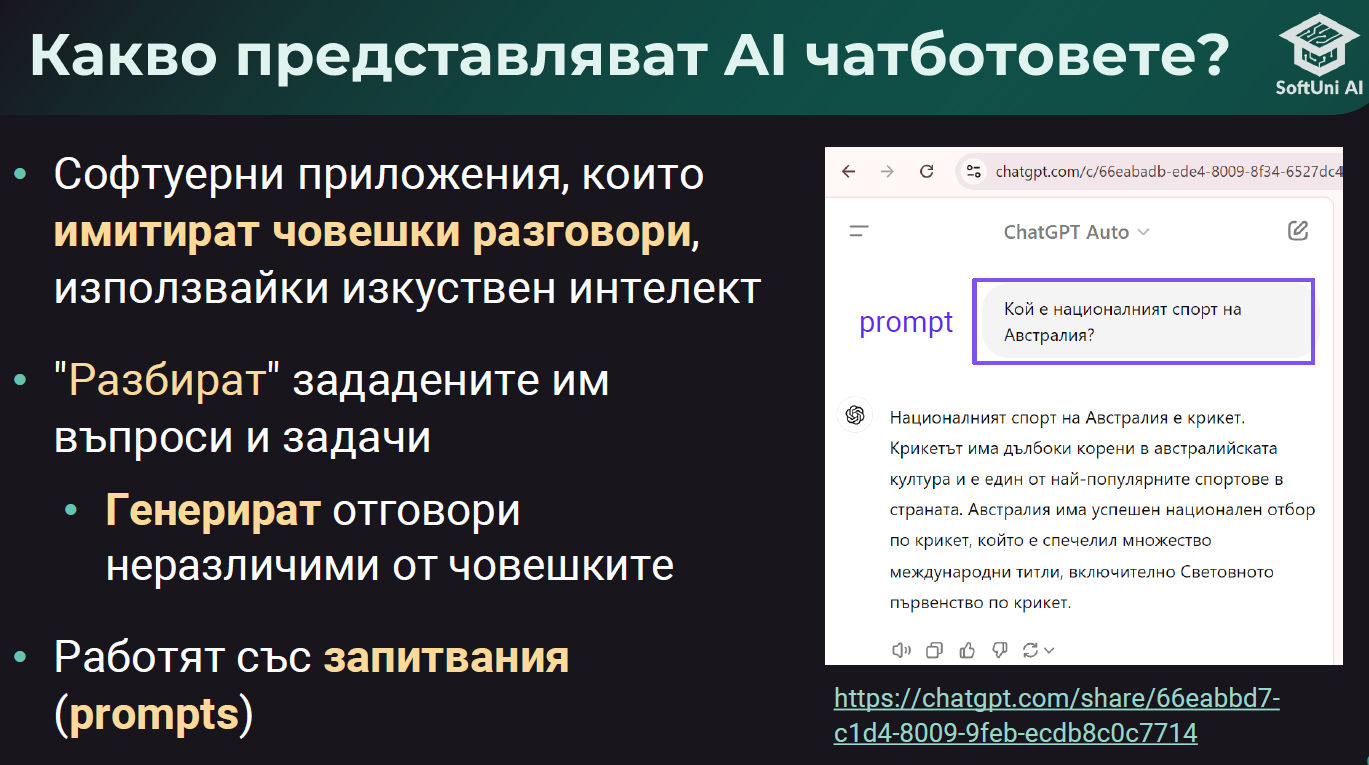 Какво представляват AI чатботовете?
SoftUni AI
• Софтуерни приложения, които
имитират човешки разговори,
използвайки изкуствен интелект
• "Разбират" зададените им
въпроси и задачи
• Генерират отговори
неразличими от човешките
• Работят със запитвания
(prompts)
chatgpt.com/c/66eabadb-ede4-8009-8f34-6527dc4
ChatGPT Auto
prompt
Кой е националният спорт на
Австралия?
Националният спорт на Австралия е крикет.
Крикетът има дълбоки корени в австралийската
култура и е един от най-популярните спортове в
страната. Австралия има успешен национален отбор
по крикет, който е спечелил множество
международни титли, включително Световното
първенство по крикет.
https://chatgpt.com/share/66eabbd7-
c1d4-8009-9feb-ecdb8c0c7714